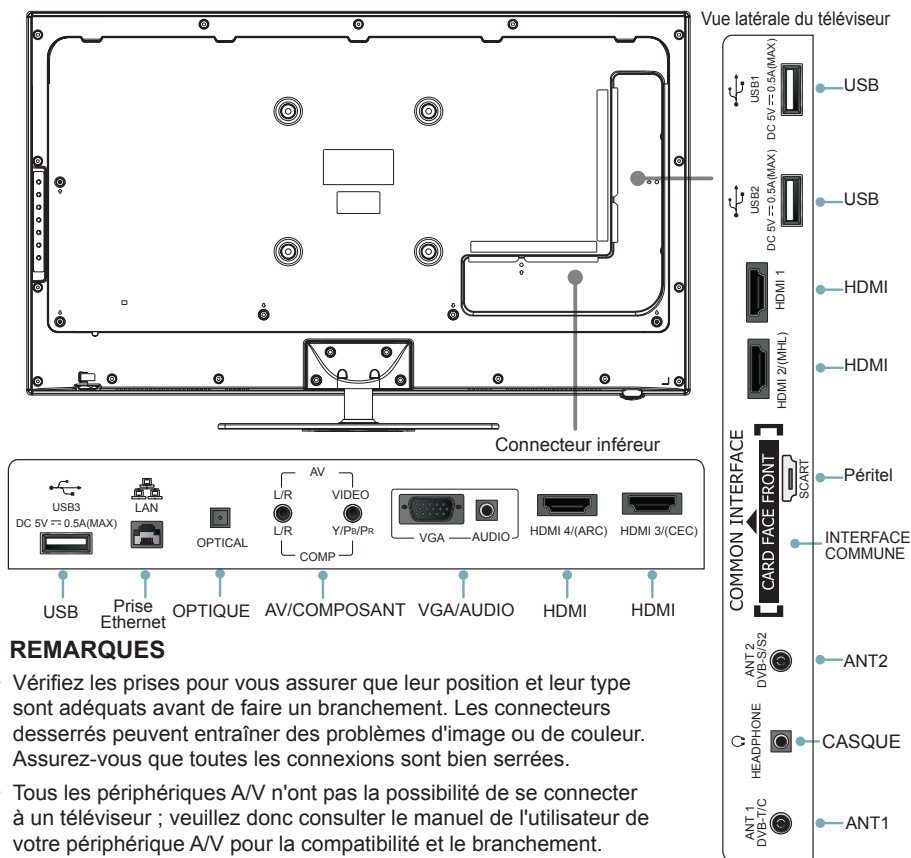 Vue latérale du téléviseur
USB1
DC 5V ⎓ 0.5A(MAX)
USB
USB2
DC 5V ⎓ 0.5A(MAX)
USB
HDMI 1
HDMI
HDMI 2/(MHL)
HDMI
COMMON INTERFACE
CARD FACE FRONT
SCART
Péritel
INTERFACE
COMMUNE
ANT 2
DVB-S/S2
ANT2
HEADPHONE
CASQUE
ANT 1
DVB-T/C
ANT1
Connecteur inféreur
USB3
DC 5V ⎓ 0.5A(MAX)
LAN
OPTICAL
AV
L/R VIDEO
L/R Y/PB/PR
COMP
VGA AUDIO
HDMI 4/(ARC)
HDMI 3/(CEC)
USB
Prise
Ethernet
OPTIQUE
AV/COMPOSANT
VGA/AUDIO
HDMI
HDMI
REMARQUES
Vérifiez les prises pour vous assurer que leur position et leur type
sont adéquats avant de faire un branchement. Les connecteurs
desserrés peuvent entraîner des problèmes d'image ou de couleur.
Assurez-vous que toutes les connexions sont bien serrées.
Tous les périphériques A/V n'ont pas la possibilité de se connecter
à un téléviseur ; veuillez donc consulter le manuel de l'utilisateur de
votre périphérique A/V pour la compatibilité et le branchement.